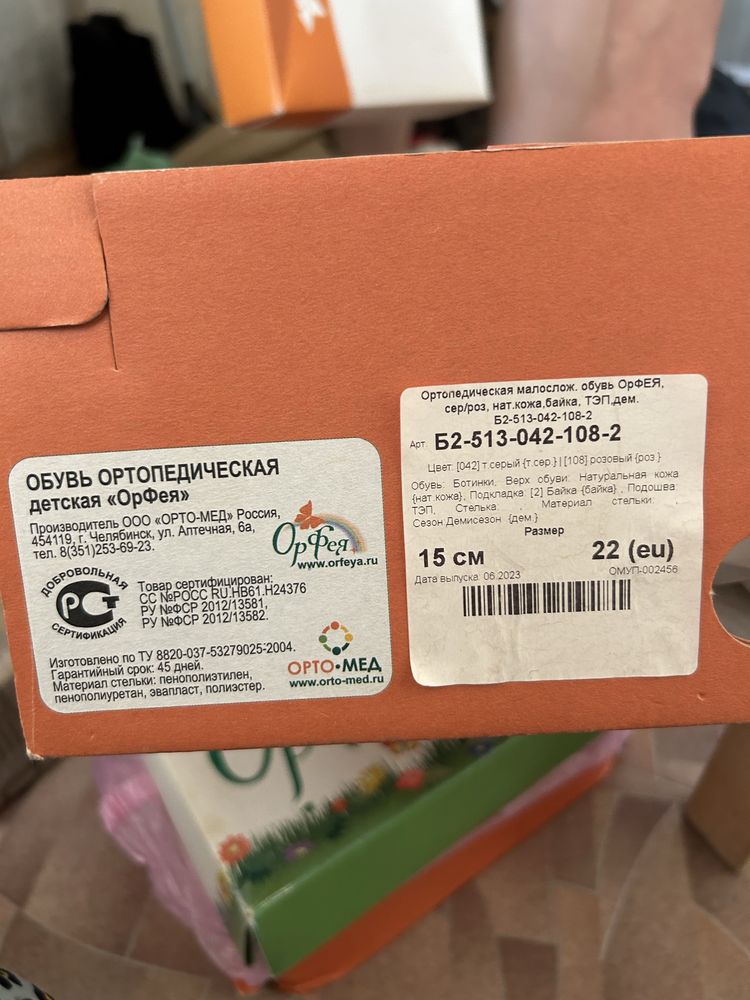 ОБУВЬ ОРТОПЕДИЧЕСКАЯ
детская «ОрФея»
Производитель ООО «ОРТО-МЕД» Россия,
454119, г. Челябинск, ул. Аптечная, 6а,
тел. 8(351)253-69-23.
ОрФея
www.orfeya.ru
ДОБРОВОЛЬНАЯ
РСТ
СЕРТИФИКАЦИЯ
Товар сертифицирован:
СС №РОСС RU.HB61.H24376
РУ №ФСР 2012/13581,
РУ №ФСР 2012/13582.
Изготовлено по ТУ 8820-037-53279025-2004.
Гарантийный срок: 45 дней.
Материал стельки: пенополиэтилен,
пенополиуретан, эвапласт, полиэстер.
ОРТО•МЕД
www.orto-med.ru
Ортопедическая малослож. обувь ОрФЕЯ,
сер/роз, нат.кожа,байка, ТЭП,дем.
Б2-513-042-108-2
Арт. Б2-513-042-108-2
Цвет: [042] т.серый {т.сер.} | [108] розовый {роз.}
Обувь: Ботинки, Верх обуви: Натуральная кожа
{нат.кожа}, Подкладка: [2] Байка {байка} , Подошва:
ТЭП, Стелька: , Материал стельки: ,
Сезон:Демисезон {дем.}
Размер
15 см 22 (eu)
Дата выпуска: 06.2023 ОМУП-002456
Ор